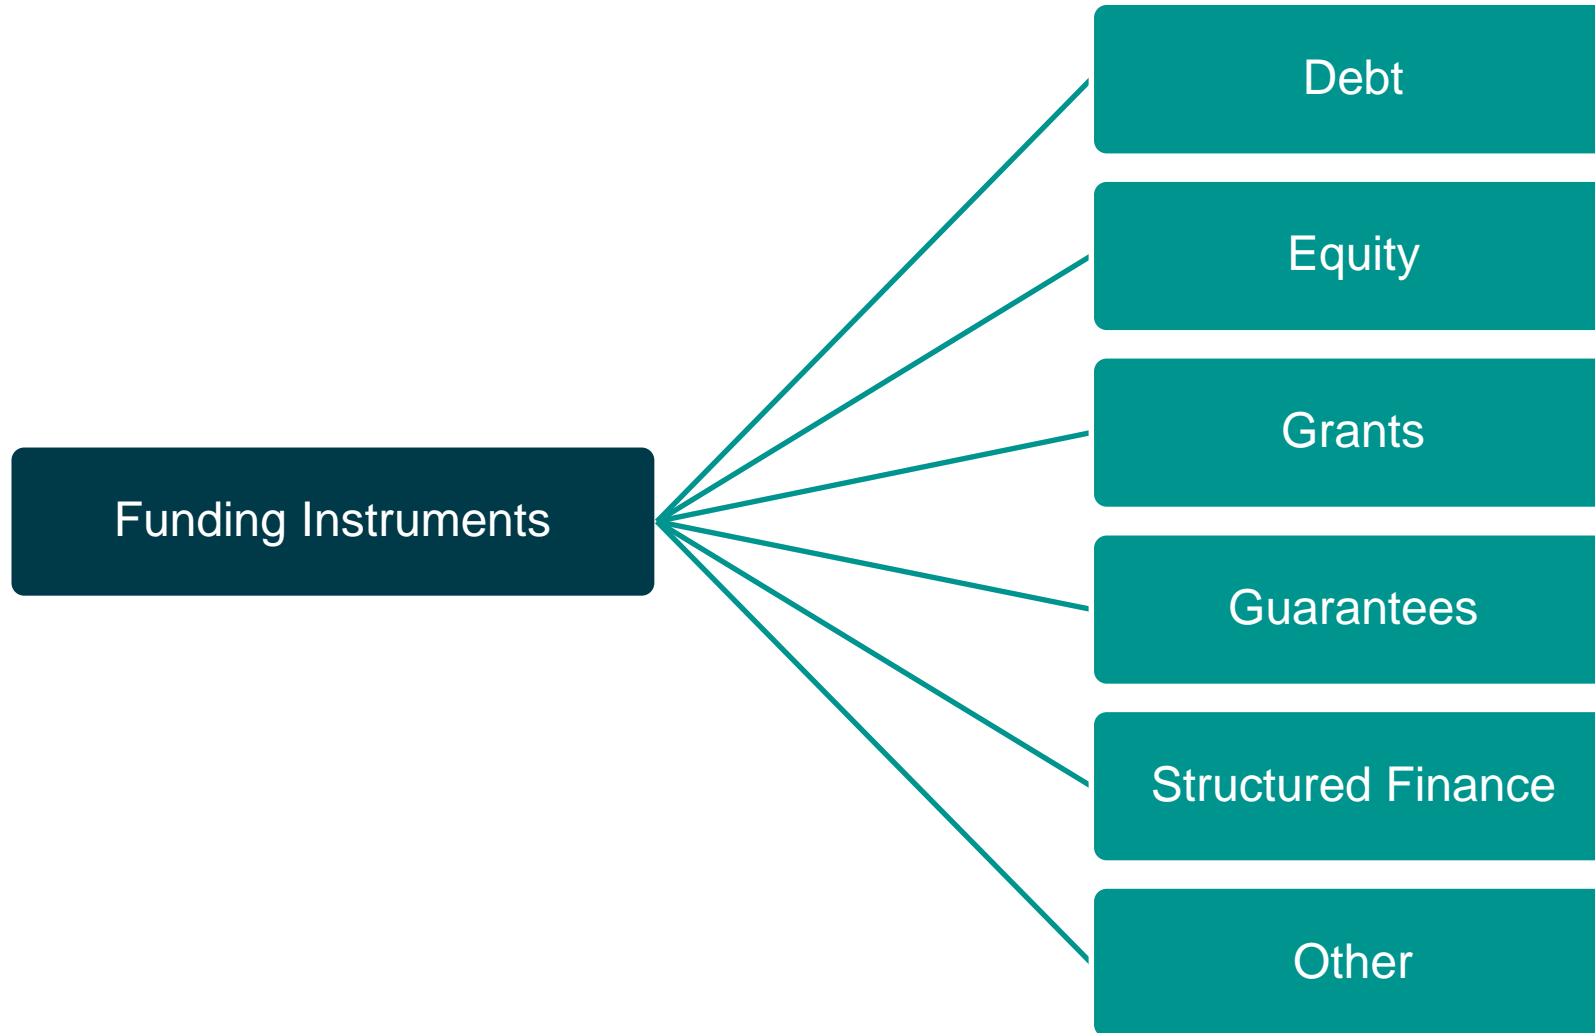 Debt
Equity
Grants
Funding Instruments
Guarantees
Structured Finance
Other